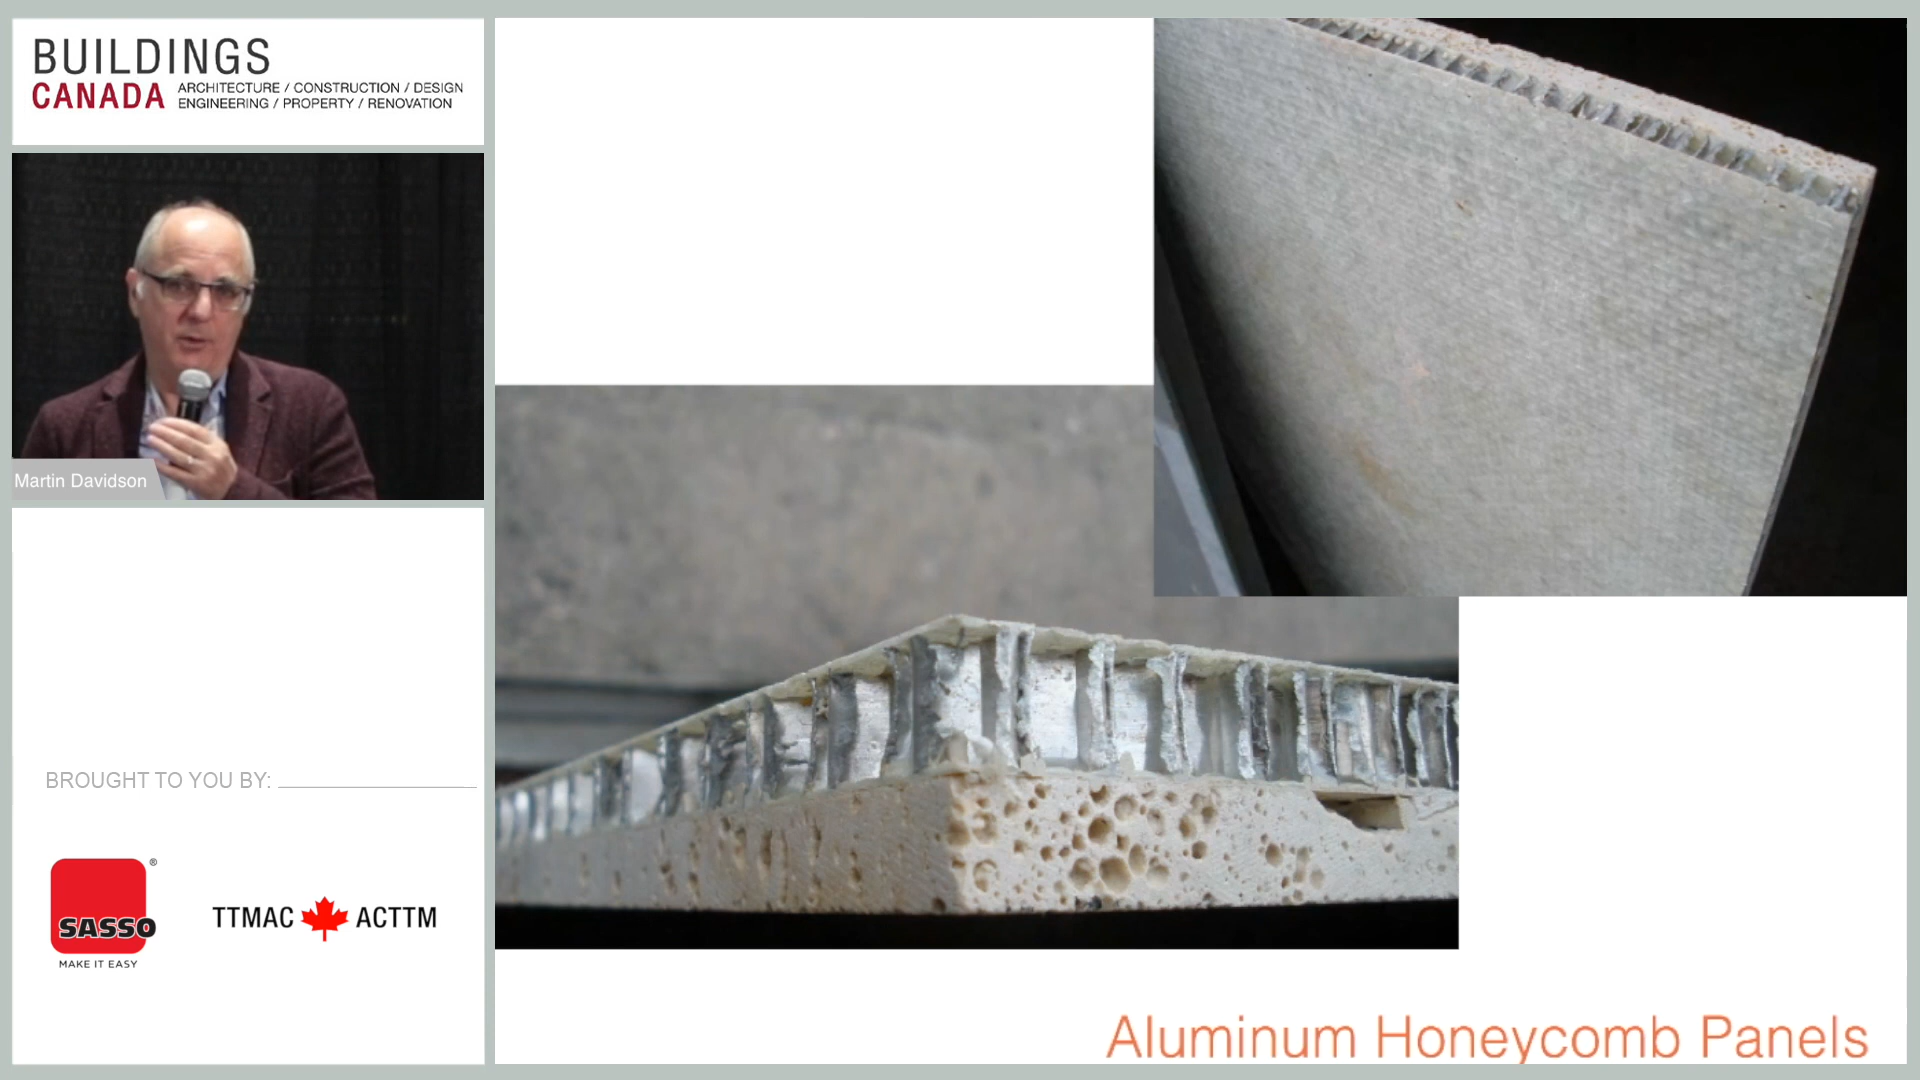 BUILDINGS
CANADA
ARCHITECTURE / CONSTRUCTION / DESIGN
ENGINEERING / PROPERTY / RENOVATION
Martin Davidson
BROUGHT TO YOU BY:
SASSO
®
MAKE IT EASY
TTMAC ACTTM
Aluminum Honeycomb Panels